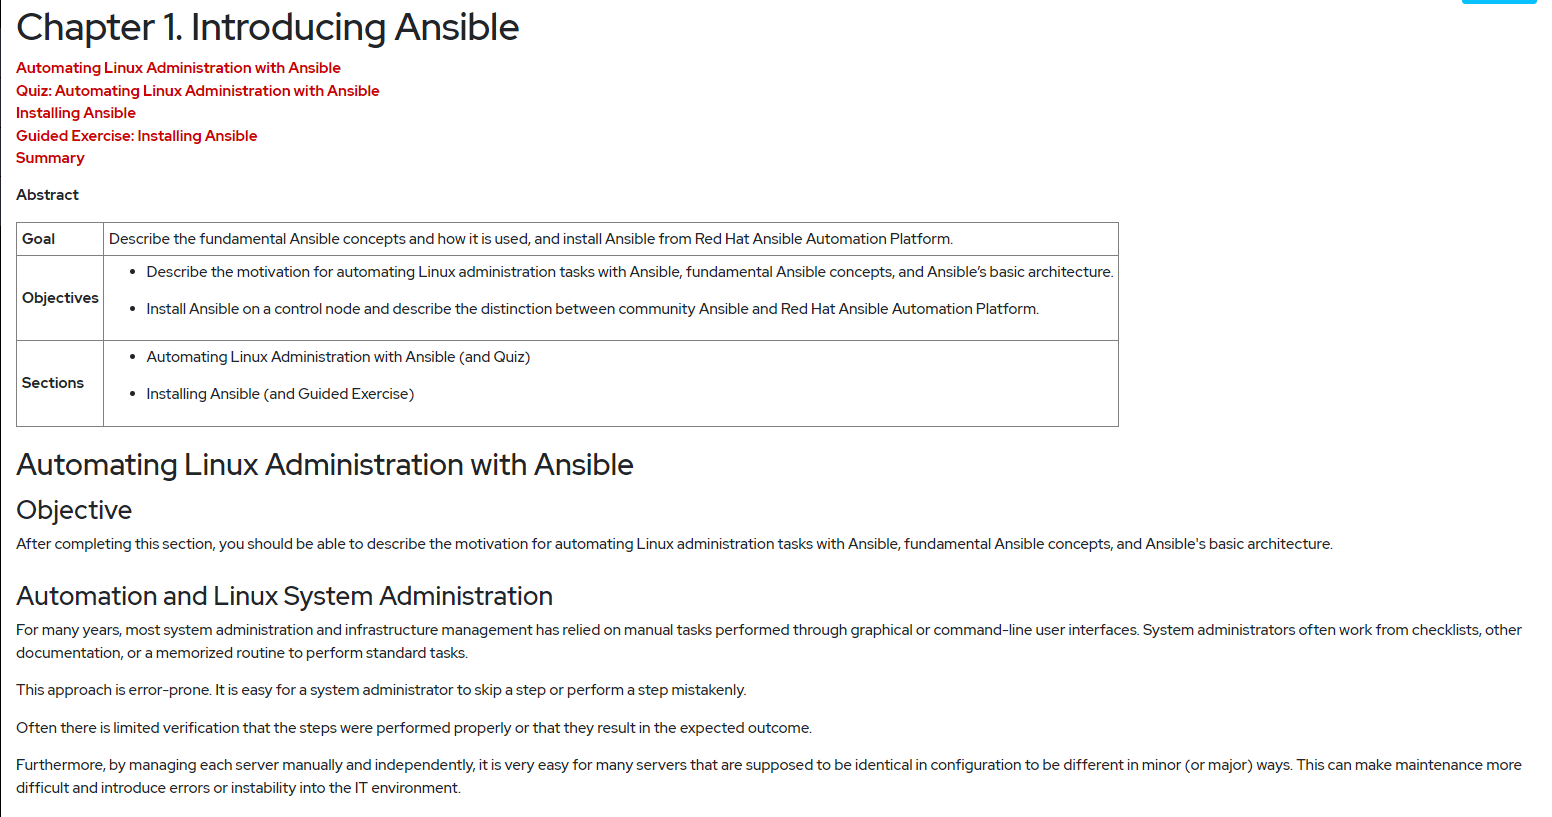 Chapter 1. Introducing Ansible
Automating Linux Administration with Ansible
Quiz: Automating Linux Administration with Ansible
Installing Ansible
Guided Exercise: Installing Ansible
Summary
Abstract
Goal
Describe the fundamental Ansible concepts and how it is used, and install Ansible from Red Hat Ansible Automation Platform.
Objectives
• Describe the motivation for automating Linux administration tasks with Ansible, fundamental Ansible concepts, and Ansible’s basic architecture.
• Install Ansible on a control node and describe the distinction between community Ansible and Red Hat Ansible Automation Platform.
Sections
• Automating Linux Administration with Ansible (and Quiz)
• Installing Ansible (and Guided Exercise)
Automating Linux Administration with Ansible
Objective
After completing this section, you should be able to describe the motivation for automating Linux administration tasks with Ansible, fundamental Ansible concepts, and Ansible's basic architecture.
Automation and Linux System Administration
For many years, most system administration and infrastructure management has relied on manual tasks performed through graphical or command-line user interfaces. System administrators often work from checklists, other
documentation, or a memorized routine to perform standard tasks.
This approach is error-prone. It is easy for a system administrator to skip a step or perform a step mistakenly.
Often there is limited verification that the steps were performed properly or that they result in the expected outcome.
Furthermore, by managing each server manually and independently, it is very easy for many servers that are supposed to be identical in configuration to be different in minor (or major) ways. This can make maintenance more
difficult and introduce errors or instability into the IT environment.